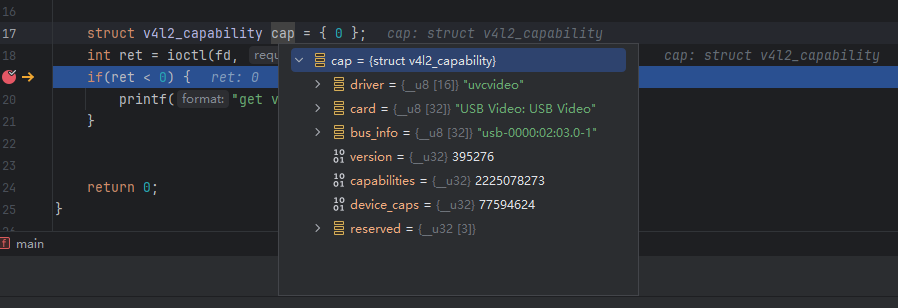 16
17 struct v4l2_capability cap = { 0 }; cap: struct v4l2_capability
18 int ret = ioctl(fd, requ cap: struct v4l2_capability
if(ret < 0) { ret: 0
cap = {struct v4l2_capability}
20 printf( format: "get v
driver = {__u8 [16]} "uvcvideo"
21 }
card = {__u8 [32]} "USB Video: USB Video"
22
bus_info = {__u8 [32]} "usb-0000:02:03.0-1"
23
version = {__u32} 395276
24 return 0;
capabilities = {__u32} 2225078273
25 }
device_caps = {__u32} 77594624
reserved = {__u32 [3]}
f main